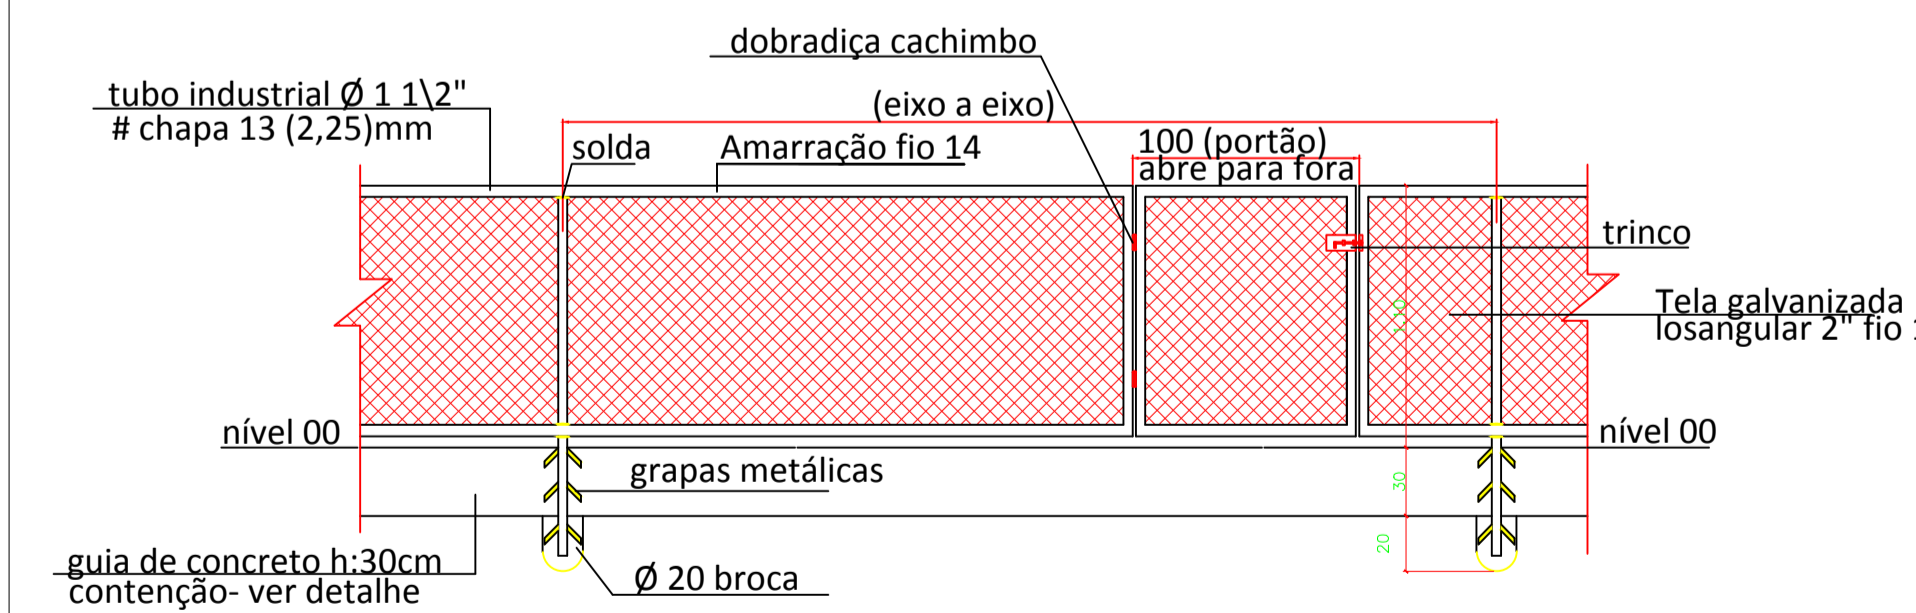 dobradiça cachimbo
tubo industrial Ø 1 1\2"
# chapa 13 (2,25)mm
(eixo a eixo)
solda
Amarração fio 14
100 (portão)
abre para fora
trinco
1,10
Tela galvanizada
losangular 2" fio
nível 00
nível 00
grapas metálicas
30
20
guia de concreto h:30cm
contenção- ver detalhe
Ø 20 broca